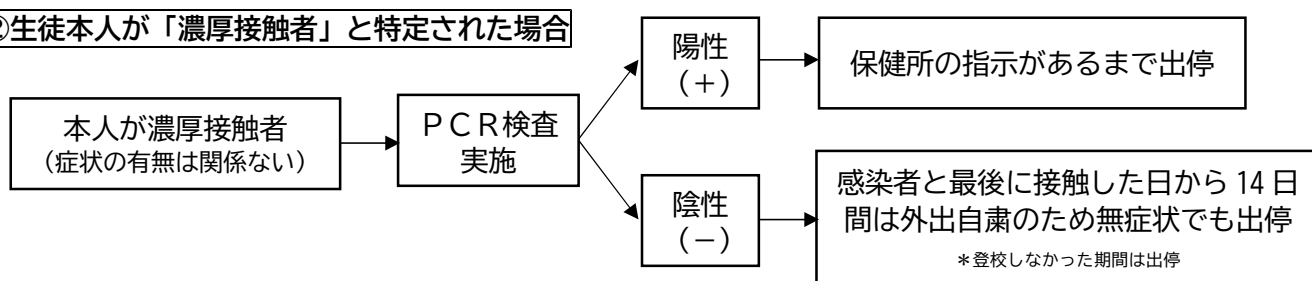 ②生徒本人が「濃厚接触者」と特定された場合
本人が濃厚接触者
（症状の有無は関係ない）
ＰＣＲ検査
実施
陽性
（＋）
保健所の指示があるまで出停
陰性
（－）
感染者と最後に接触した日から 14 日
間は外出自粛のため無症状でも出停
＊登校しなかった期間は出停